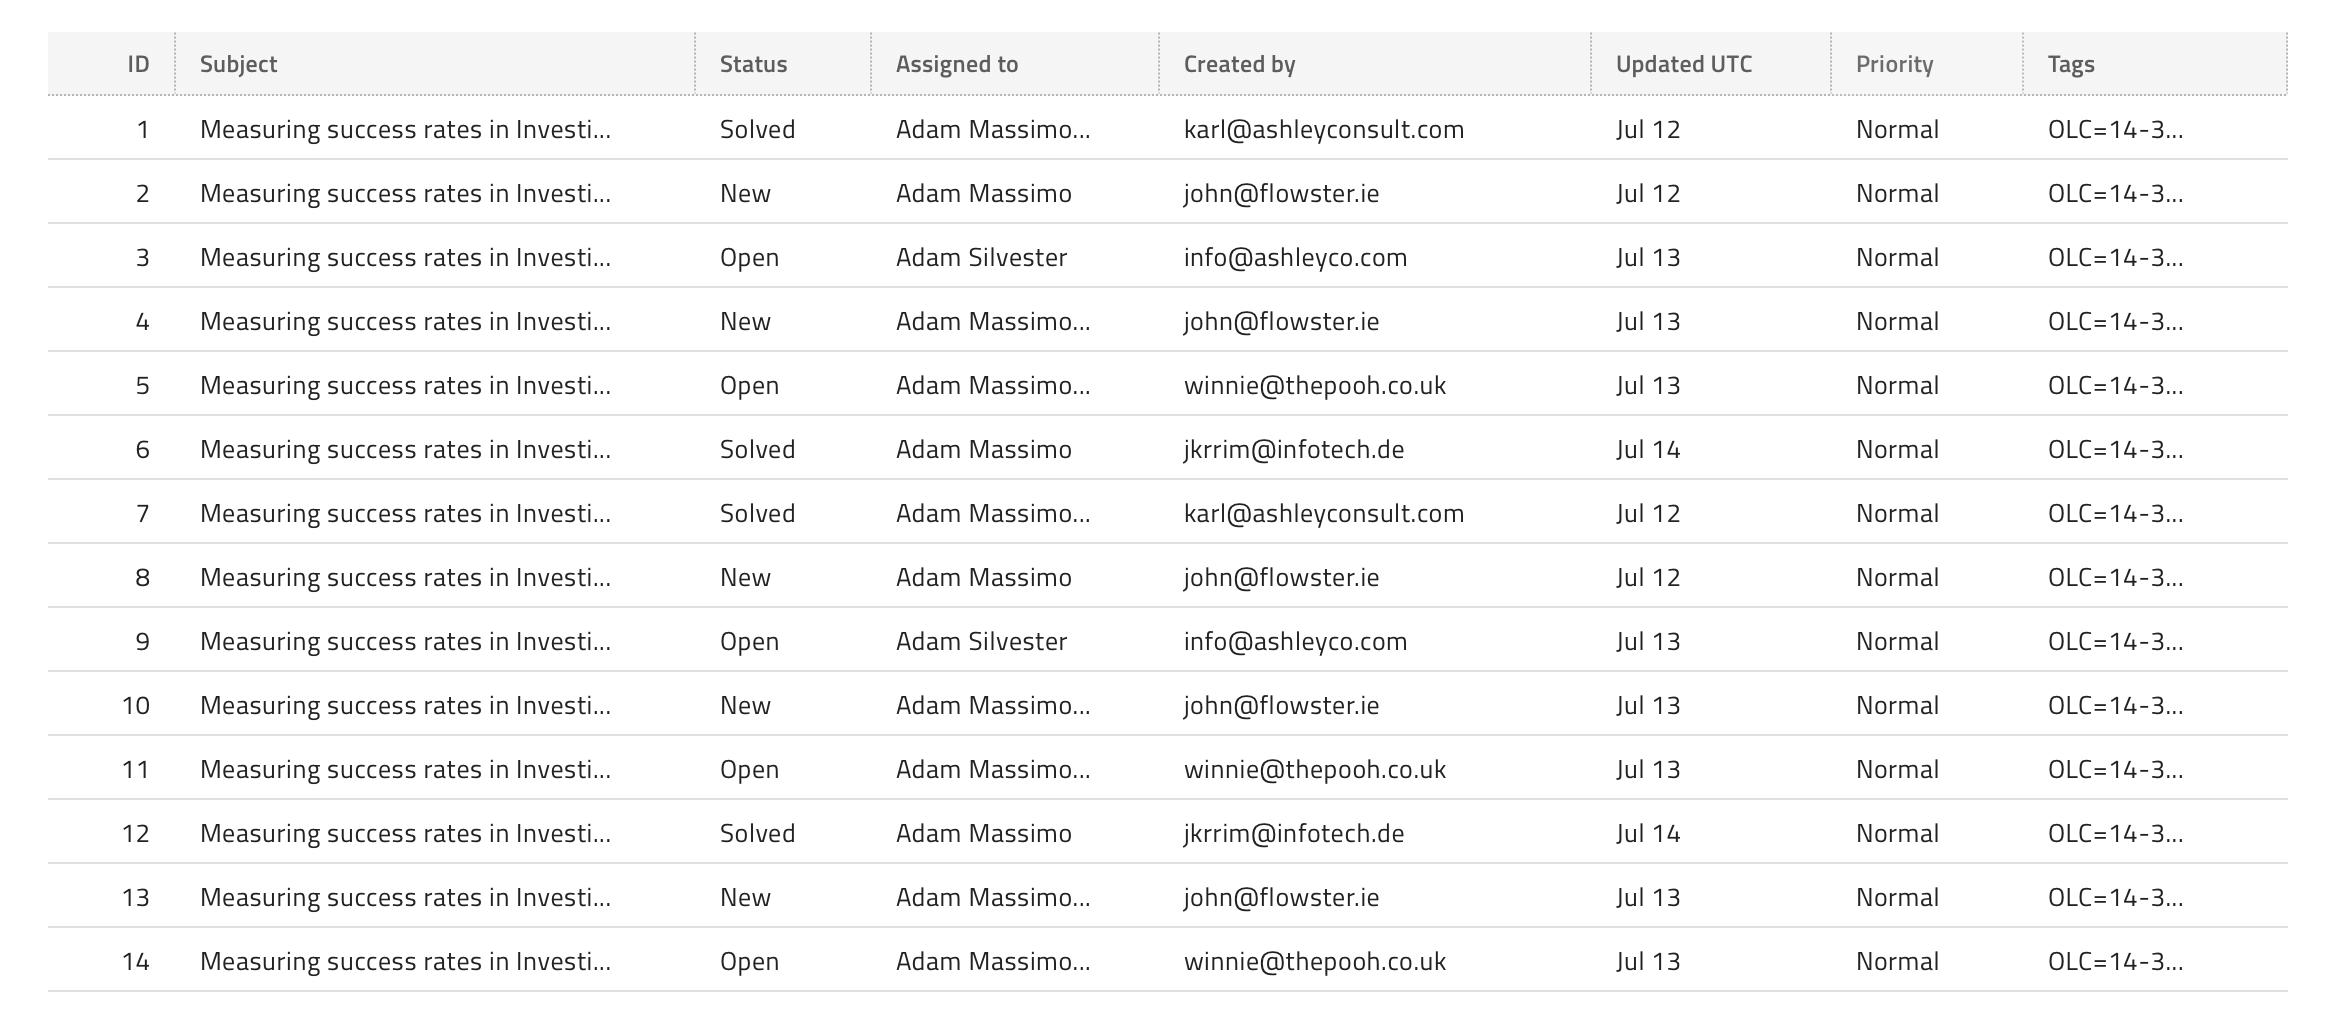 ID Subject Status Assigned to Created by Updated UTC Priority Tags
1 Measuring success rates in Investi... Solved Adam Massimo... karl@ashleyconsult.com Jul 12 Normal OLC=14-3...
2 Measuring success rates in Investi... New Adam Massimo john@flowster.ie Jul 12 Normal OLC=14-3...
3 Measuring success rates in Investi... Open Adam Silvester info@ashleyco.com Jul 13 Normal OLC=14-3...
4 Measuring success rates in Investi... New Adam Massimo... john@flowster.ie Jul 13 Normal OLC=14-3...
5 Measuring success rates in Investi... Open Adam Massimo... winnie@thepooh.co.uk Jul 13 Normal OLC=14-3...
6 Measuring success rates in Investi... Solved Adam Massimo jkrrim@infotech.de Jul 14 Normal OLC=14-3...
7 Measuring success rates in Investi... Solved Adam Massimo... karl@ashleyconsult.com Jul 12 Normal OLC=14-3...
8 Measuring success rates in Investi... New Adam Massimo john@flowster.ie Jul 12 Normal OLC=14-3...
9 Measuring success rates in Investi... Open Adam Silvester info@ashleyco.com Jul 13 Normal OLC=14-3...
10 Measuring success rates in Investi... New Adam Massimo... john@flowster.ie Jul 13 Normal OLC=14-3...
11 Measuring success rates in Investi... Open Adam Massimo... winnie@thepooh.co.uk Jul 13 Normal OLC=14-3...
12 Measuring success rates in Investi... Solved Adam Massimo jkrrim@infotech.de Jul 14 Normal OLC=14-3...
13 Measuring success rates in Investi... New Adam Massimo... john@flowster.ie Jul 13 Normal OLC=14-3...
14 Measuring success rates in Investi... Open Adam Massimo... winnie@thepooh.co.uk Jul 13 Normal OLC=14-3...